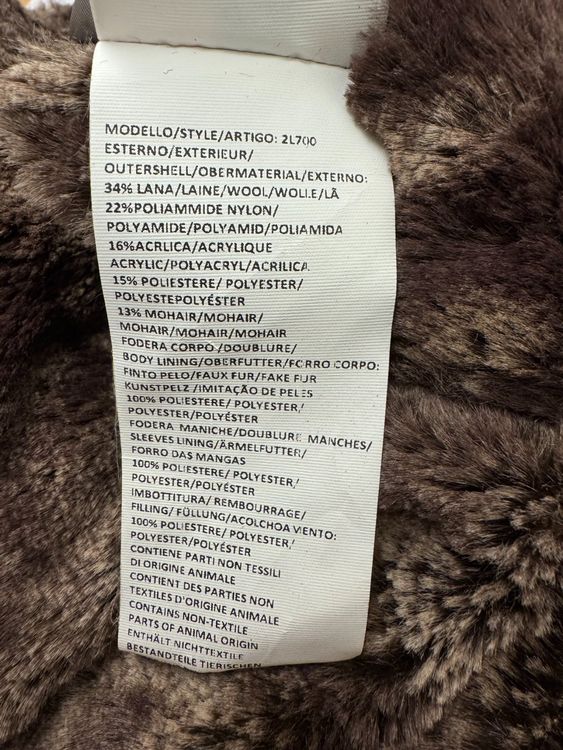 MODELLO/STYLE/ARTIGO: 2L700
ESTERNO/EXTERIEUR/
OUTERSHELL/OBERMATERIAL/EXTERNO:
34% LANA/LAINE/WOOL/WOLLE/LÃ
22%POLIAMMIDE NYLON/
POLYAMIDE/POLYAMID/POLIAMIDA
16%ACRLICA/ACRYLIQUE
ACRYLIC/POLYACRYL/ACRILICA
15% POLIESTERE/ POLYESTER/
POLYESTEPOLYÉSTER
13% MOHAIR/MOHAIR/
MOHAIR/MOHAIR/MOHAIR
FODERA CORPO/DOUBLURE/
BODY LINING/OBERFUTTER/FORRO CORPO:
FINTO PELO/FAUX FUR/FAKE FUR
KUNSTPELZ /IMITAÇÃO DE PELES
100% POLIESTERE/ POLYESTER/
POLYESTER/POLYÉSTER
FODERA MANICHE/DOUBLURE MANCHES/
SLEEVES LINING/ÄRMELFUTTER/
FORRO DAS MANGAS
100% POLIESTERE/ POLYESTER/
POLYESTER/POLYÉSTER
IMBOTTITURA/ REMBOURRAGE/
FILLING/ FÜLLUNG/ACOLCHOA VIENTO:
100% POLIESTERE/ POLYESTER/
POLYESTER/POLYÉSTER
CONTIENE PARTI NON TESSILI
DI ORIGINE ANIMALE
CONTIENT DES PARTIES NON
TEXTILES D'ORIGINE ANIMALE
CONTAINS NON-TEXTILE
PARTS OF ANIMAL ORIGIN
ENTHÄLT NICHTTEXTILE
BESTANDTEILE TIERISCHEN